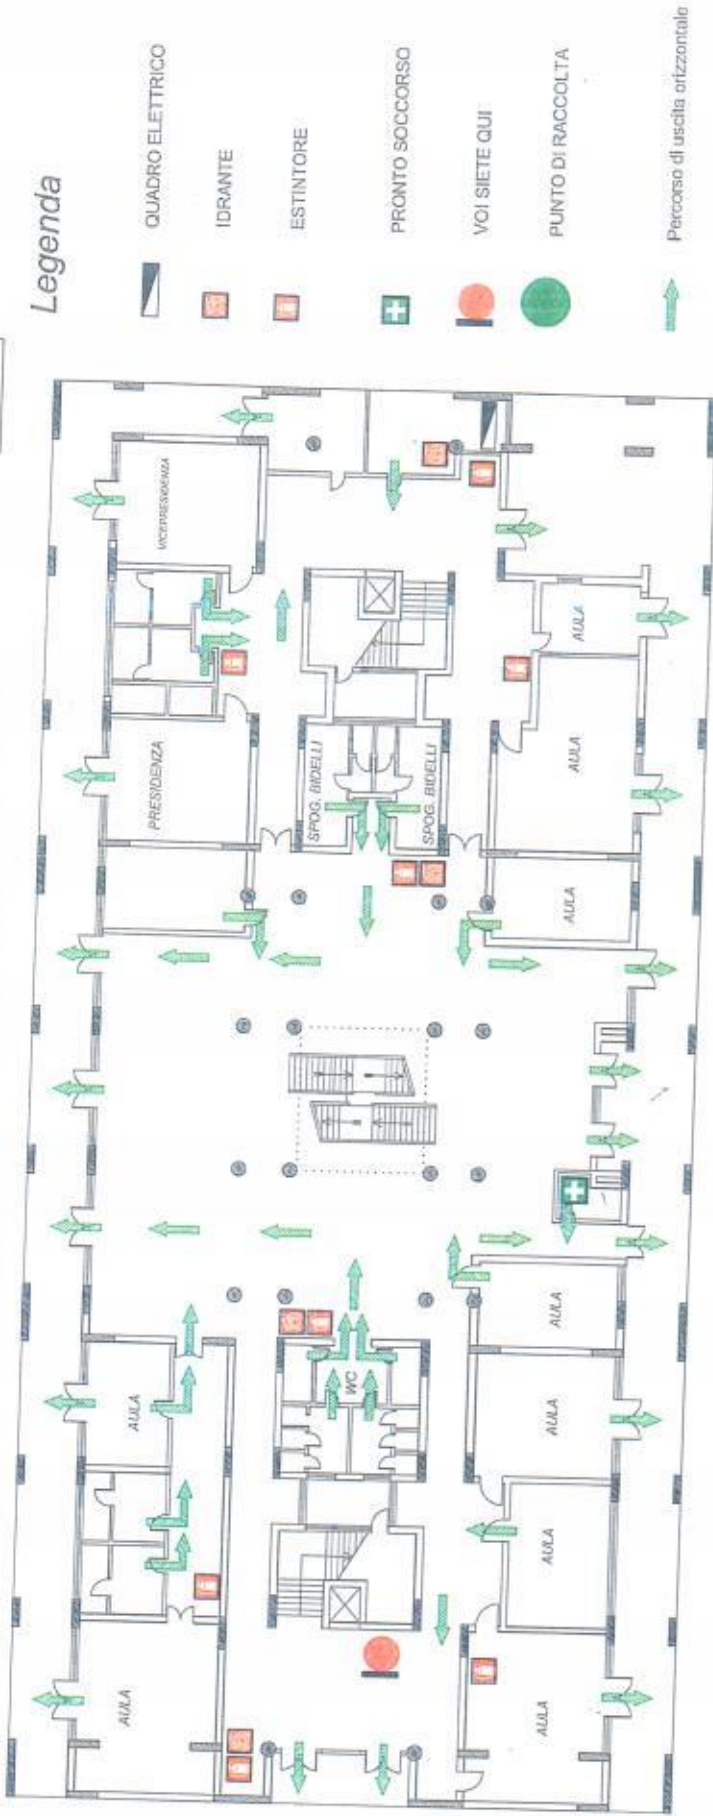 Legenda
QUADRO ELETTRICO
IDRANTE
ESTINTORE
PRONTO SOCCORSO
VOI SIETE QUI
PUNTO DI RACCOLTA
Percorso di uscita orizzontale
AULA
AULA
PRESIDENZA
VICEPRESIDENZA
WC
SPOG. BIDELLI
SPOG. BIDELLI
AULA
AULA
AULA
AULA
AULA
AULA
AULA